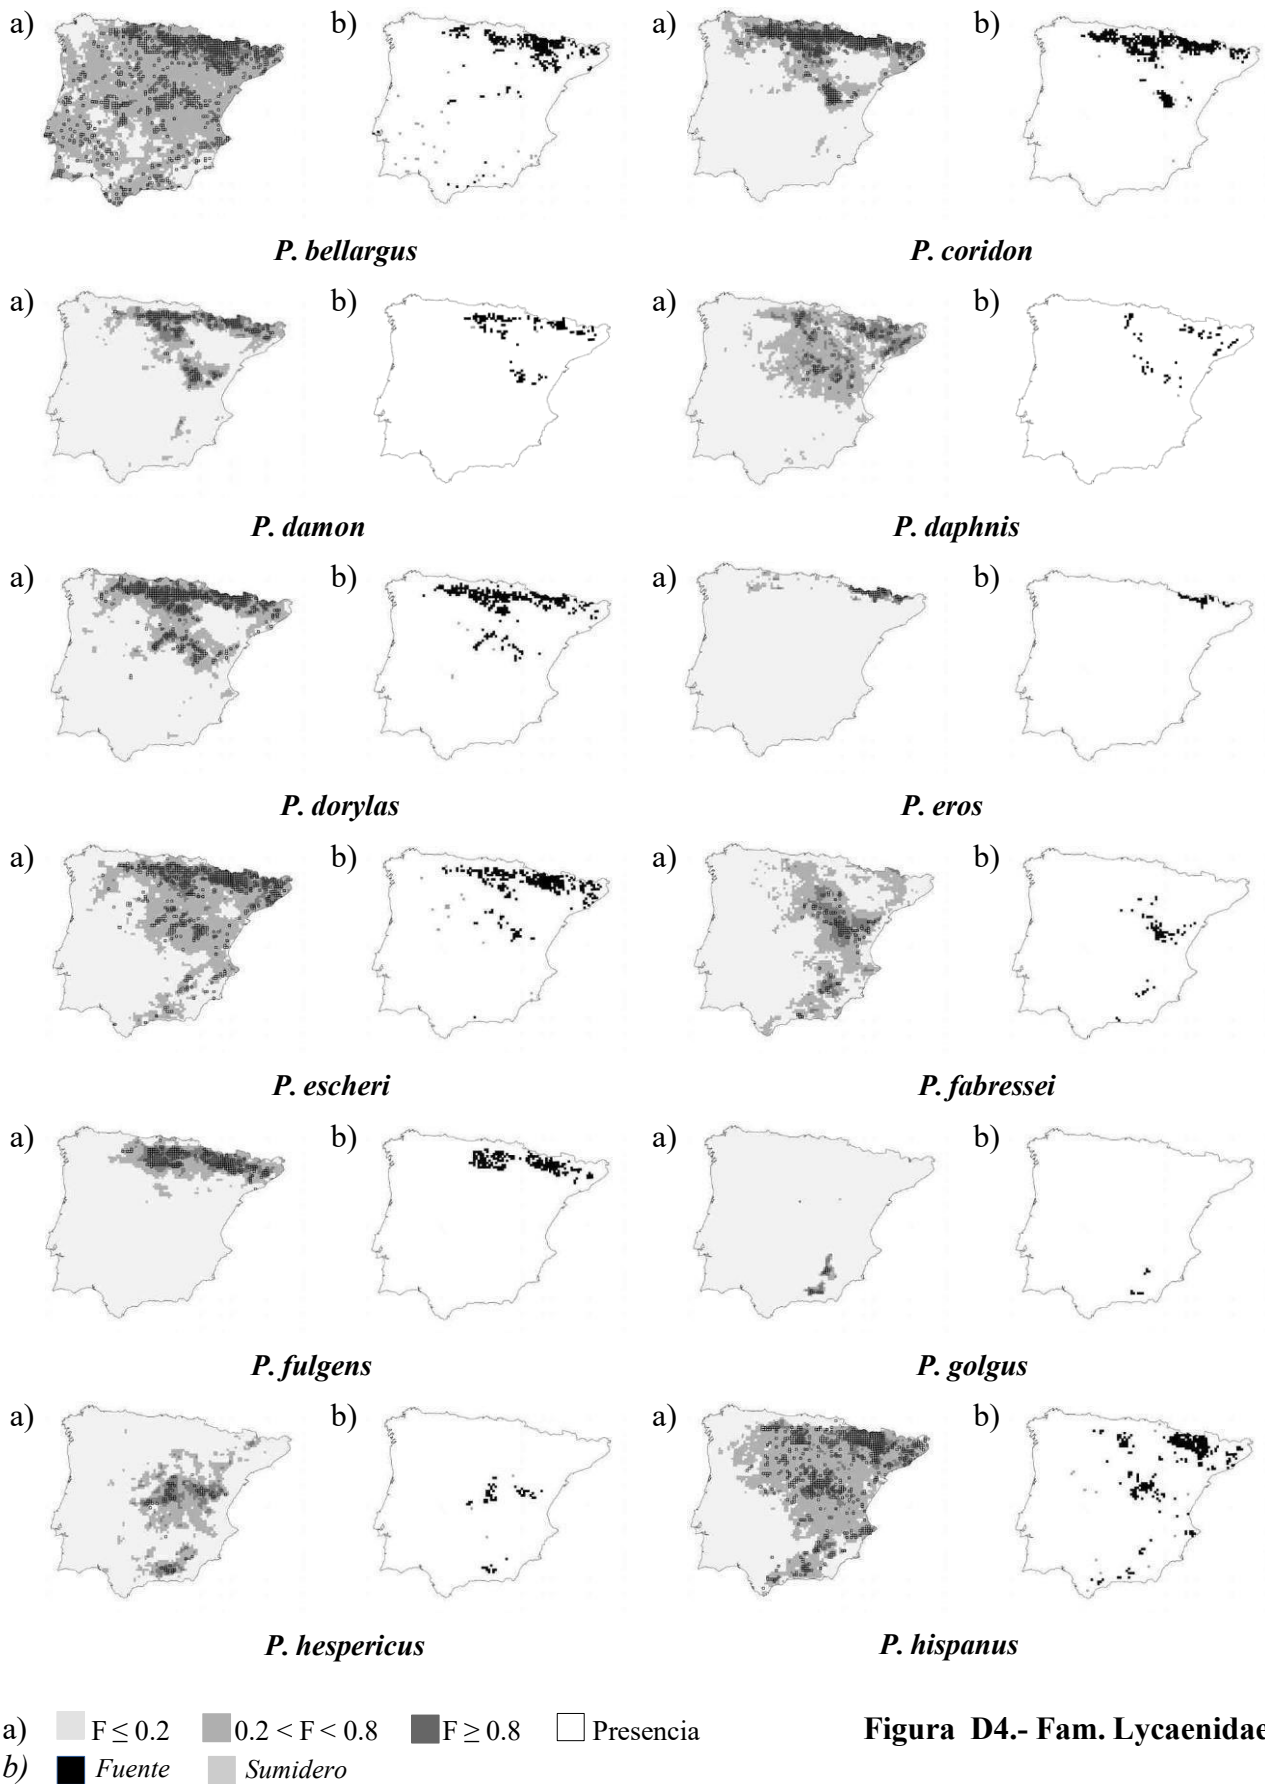 a) b) a) b)
P. bellargus P. coridon
a) b) a) b)
P. damon P. daphnis
a) b) a) b)
P. dorylas P. eros
a) b) a) b)
P. escheri P. fabressei
a) b) a) b)
P. fulgens P. golgus
a) b) a) b)
P. hespericus P. hispanus
a) F ≤ 0.2 0.2 < F < 0.8 F ≥ 0.8 Presencia Figura D4.- Fam. Lycaenidae
b) Fuente Sumidero